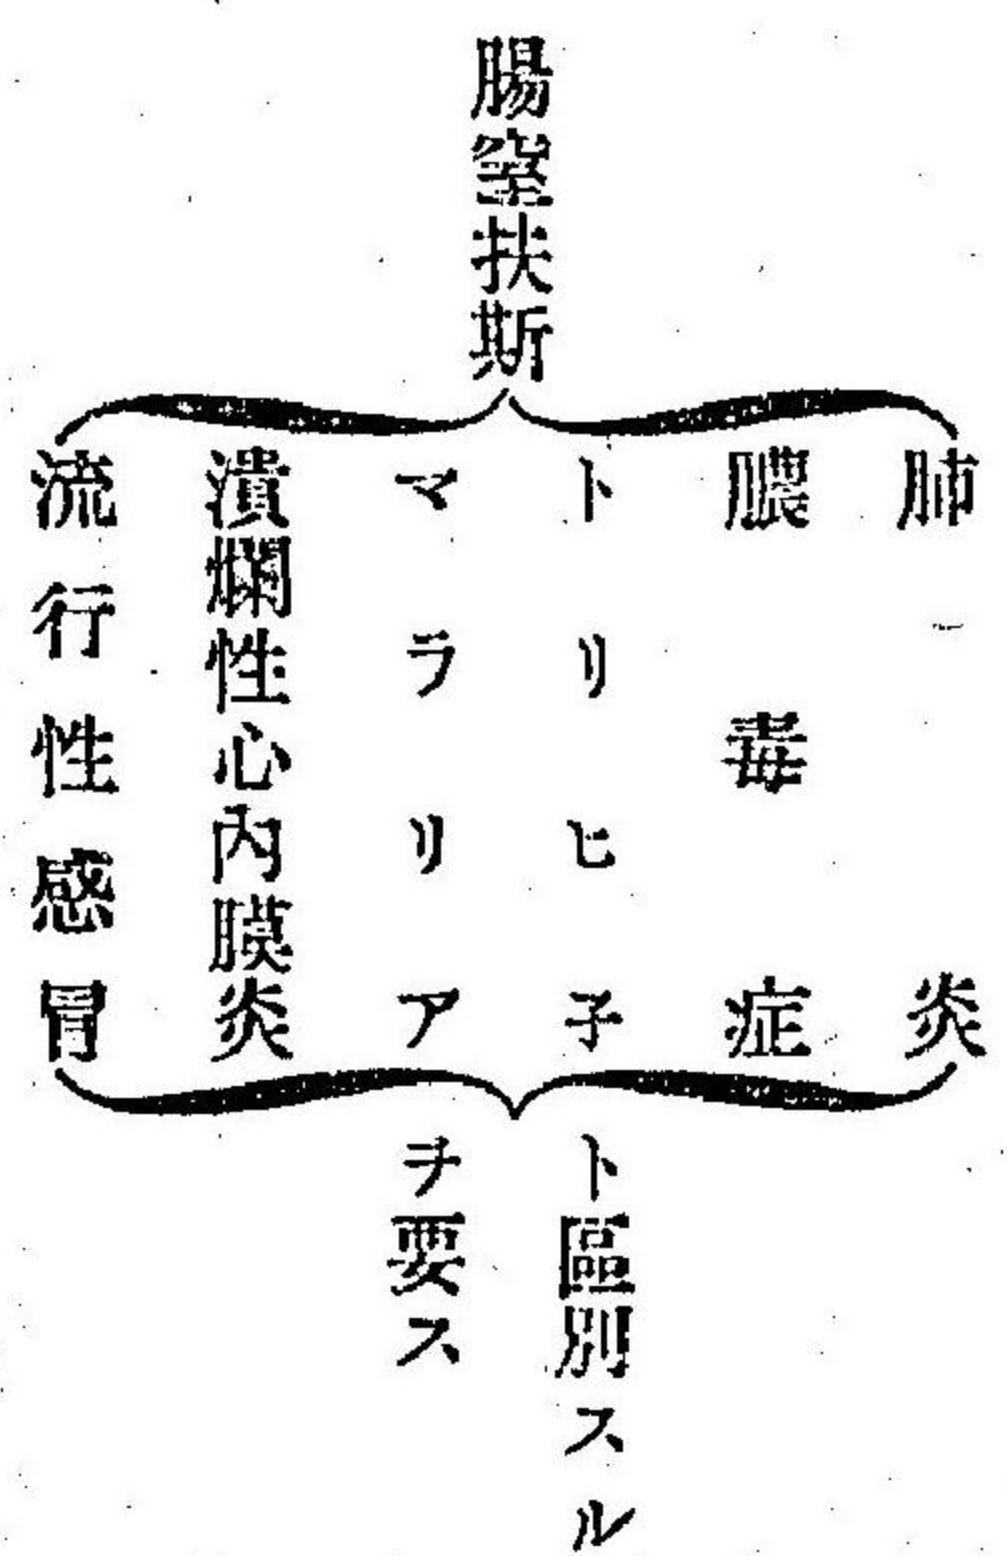 腸窒扶斯
肺炎
膿毒症
トリヒ子
マラリア
潰爛性心內膜炎
流行性感冒
ト區別スル
ヲ要ス